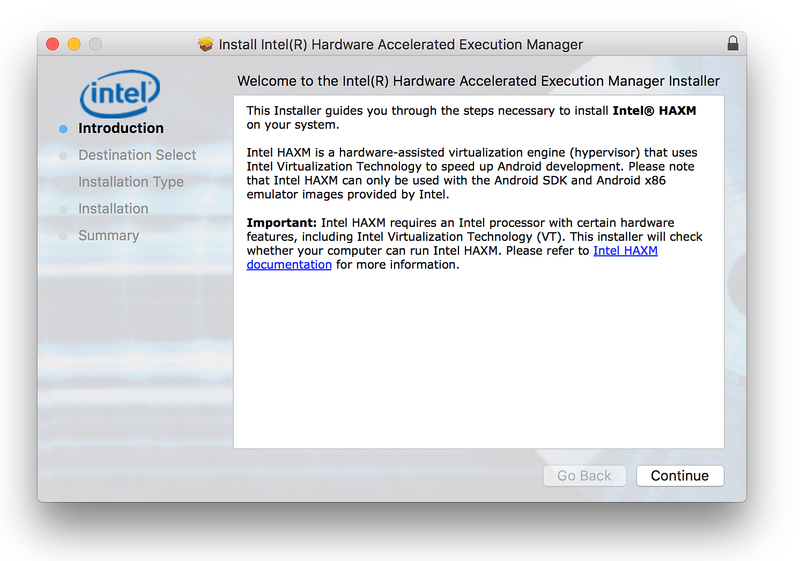 Install Intel(R) Hardware Accelerated Execution Manager
intel
Introduction
Destination Select
Installation Type
Installation
Summary
Welcome to the Intel(R) Hardware Accelerated Execution Manager Installer
This Installer guides you through the steps necessary to install Intel® HAXM
on your system.
Intel HAXM is a hardware-assisted virtualization engine (hypervisor) that uses
Intel Virtualization Technology to speed up Android development. Please note
that Intel HAXM can only be used with the Android SDK and Android x86
emulator images provided by Intel.
Important: Intel HAXM requires an Intel processor with certain hardware
features, including Intel Virtualization Technology (VT). This installer will check
whether your computer can run Intel HAXM. Please refer to Intel HAXM
documentation for more information.
Go Back
Continue